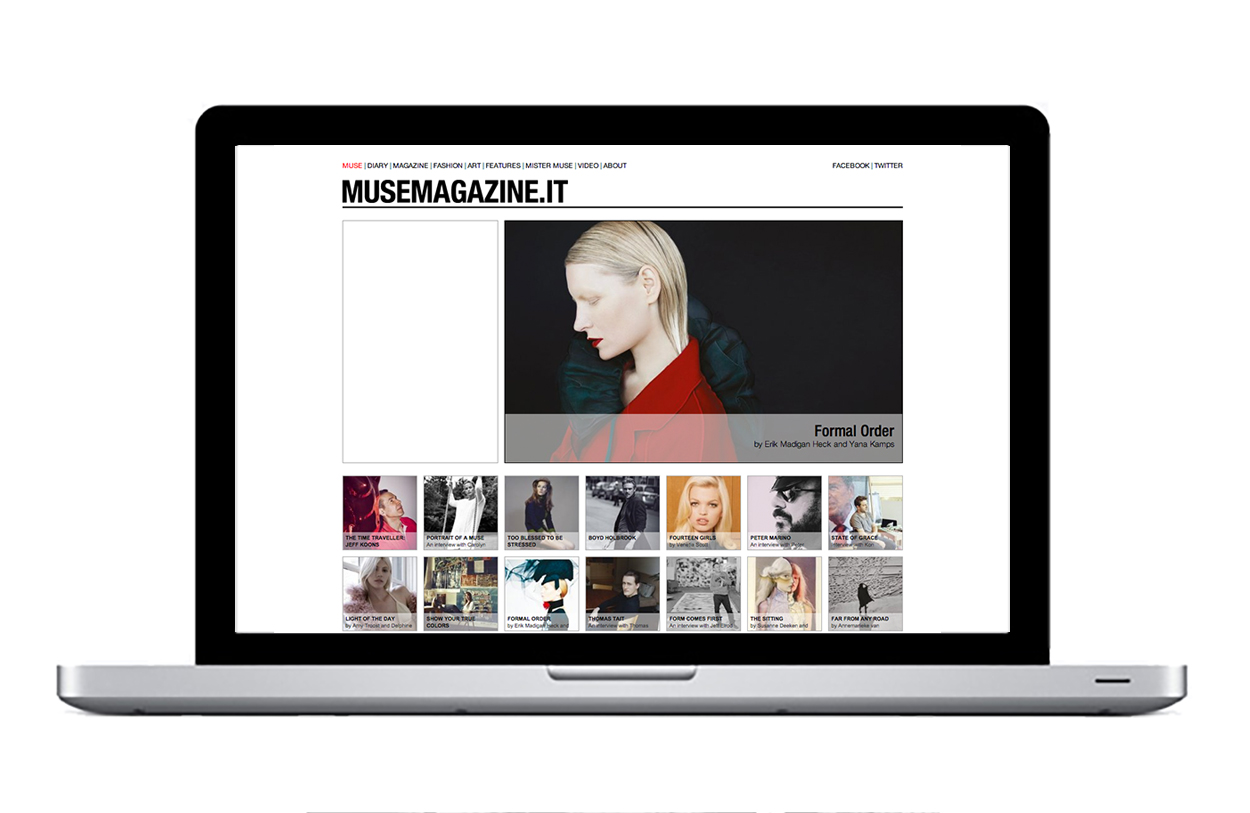 MUSE | DIARY | MAGAZINE | FASHION | ART | FEATURES | MISTER MUSE | VIDEO | ABOUT
FACEBOOK | TWITTER
MUSEMAGAZINE.IT
Formal Order
by Erik Madigan Heck and Yana Kamps
THE TIME TRAVELLER:
JEFF KOONS
PORTRAIT OF A MUSE
An interview with Carolyn
TOO BLESSED TO BE
STRESSED
BOYD HOLBROOK
FOURTEEN GIRLS
by Venetia Scott
PETER MARINO
An interview with Peter
STATE OF GRACE
Interview with Ken
LIGHT OF THE DAY
by Amy Troost and Delphine
SHOW YOUR TRUE
COLORS
FORMAL ORDER
by Erik Madigan Heck and
THOMAS TAIT
An interview with Thomas
FORM COMES FIRST
An interview with Jeff Elrod
THE SITTING
by Susanne Deeken and
FAR FROM ANY ROAD
by Annemarieke van